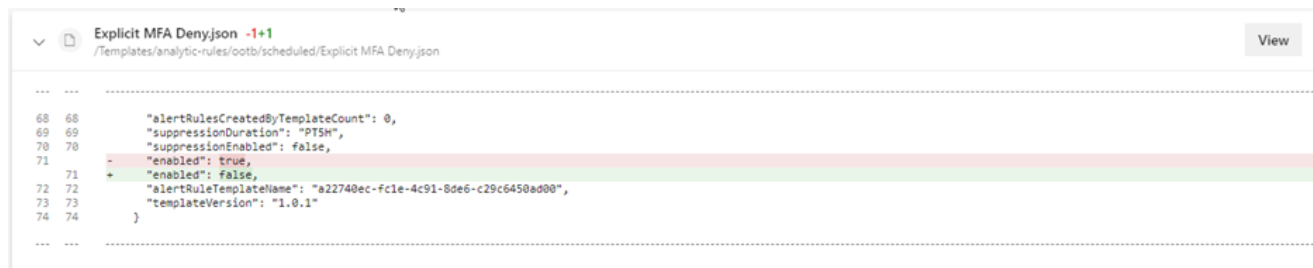 Explicit MFA Deny.json -1+1
/Templates/analytic-rules/ootb/scheduled/Explicit MFA Deny.json
View
68 68 "alertRulesCreatedByTemplateCount": 0,
69 69 "suppressionDuration": "PT5H",
70 70 "suppressionEnabled": false,
71 - "enabled": true,
71 + "enabled": false,
72 72 "alertRuleTemplateName": "a22740ec-fc1e-4c91-8de6-c29c6450ad00",
73 73 "templateVersion": "1.0.1"
74 74 }